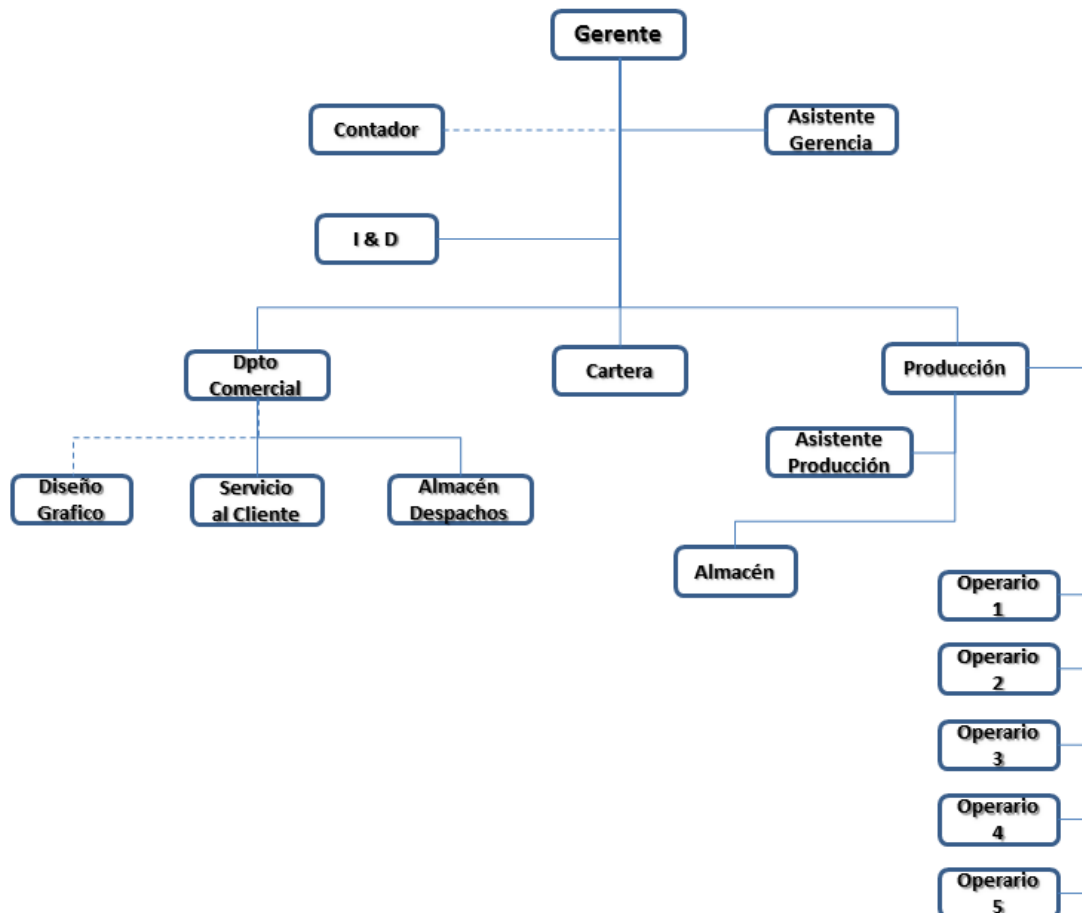 Gerente
Contador
Asistente
Gerencia
I & D
Dpto
Comercial
Cartera
Producción
Asistente
Producción
Diseño
Grafico
Servicio
al Cliente
Almacén
Despachos
Almacén
Operario
1
Operario
2
Operario
3
Operario
4
Operario
5